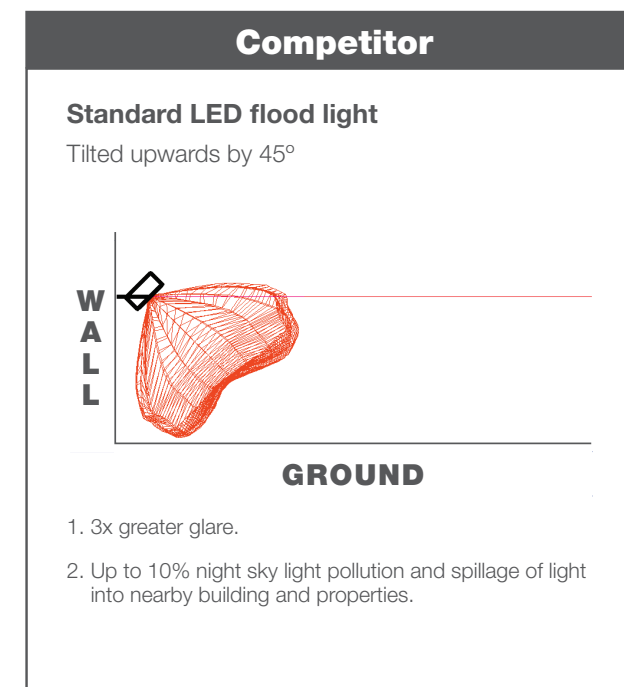 Competitor
Standard LED flood light
Tilted upwards by 45º
WALL
GROUND
1. 3x greater glare.
2. Up to 10% night sky light pollution and spillage of light
into nearby building and properties.